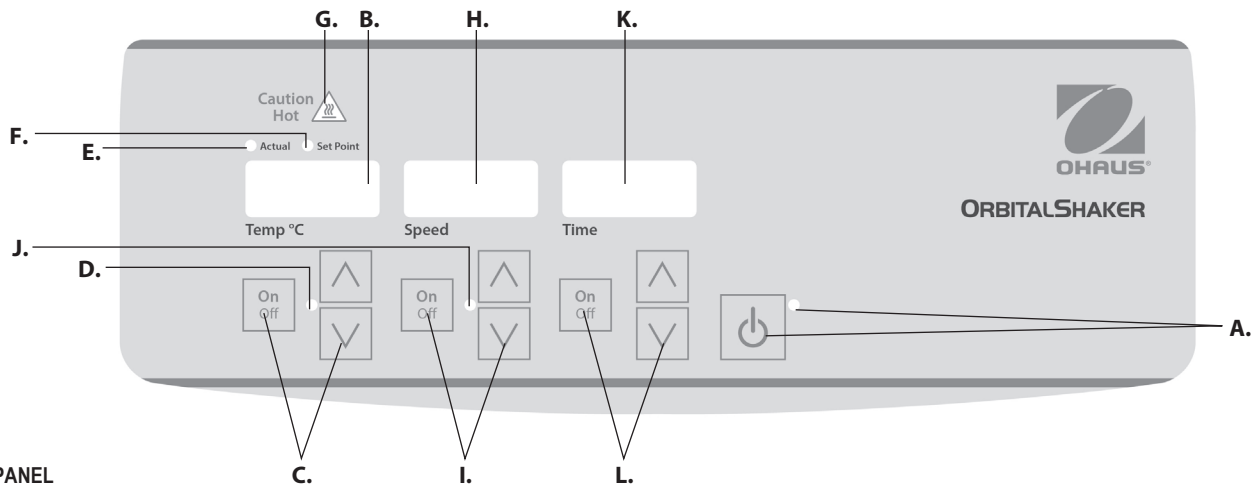 G. B. H. K.
Caution
Hot
F.
E.
Actual Set Point
OHAUS®
ORBITALSHAKER
Temp °C Speed Time
J.
D.
On
Off
On
Off
On
Off
A.
PANEL
C. I. L.